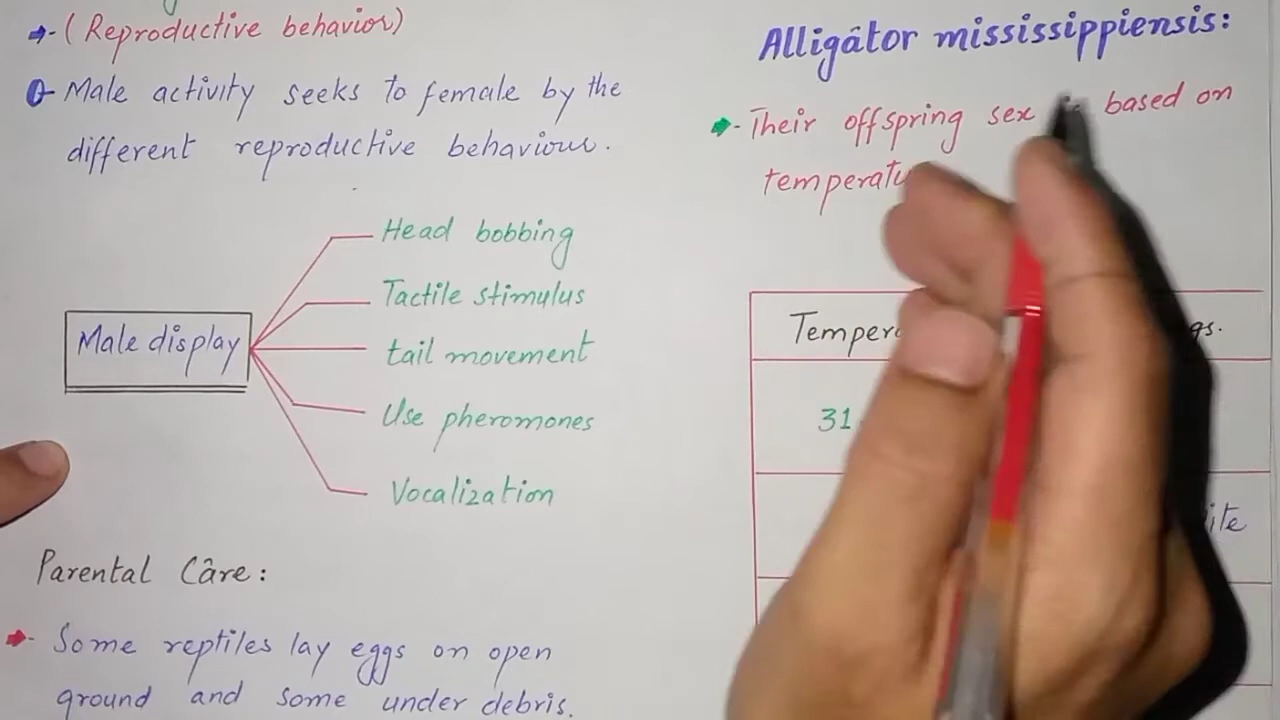 (Reproductive behavior)
Male activity seeks to female by the
different reproductive behaviour.
Male display
Head bobbing
Tactile stimulus
tail movement
Use pheromones
Vocalization
Parental Care:
Some reptiles lay eggs on open
ground and some under debris.
Alligator mississippiensis:
Their offspring sex based on
31